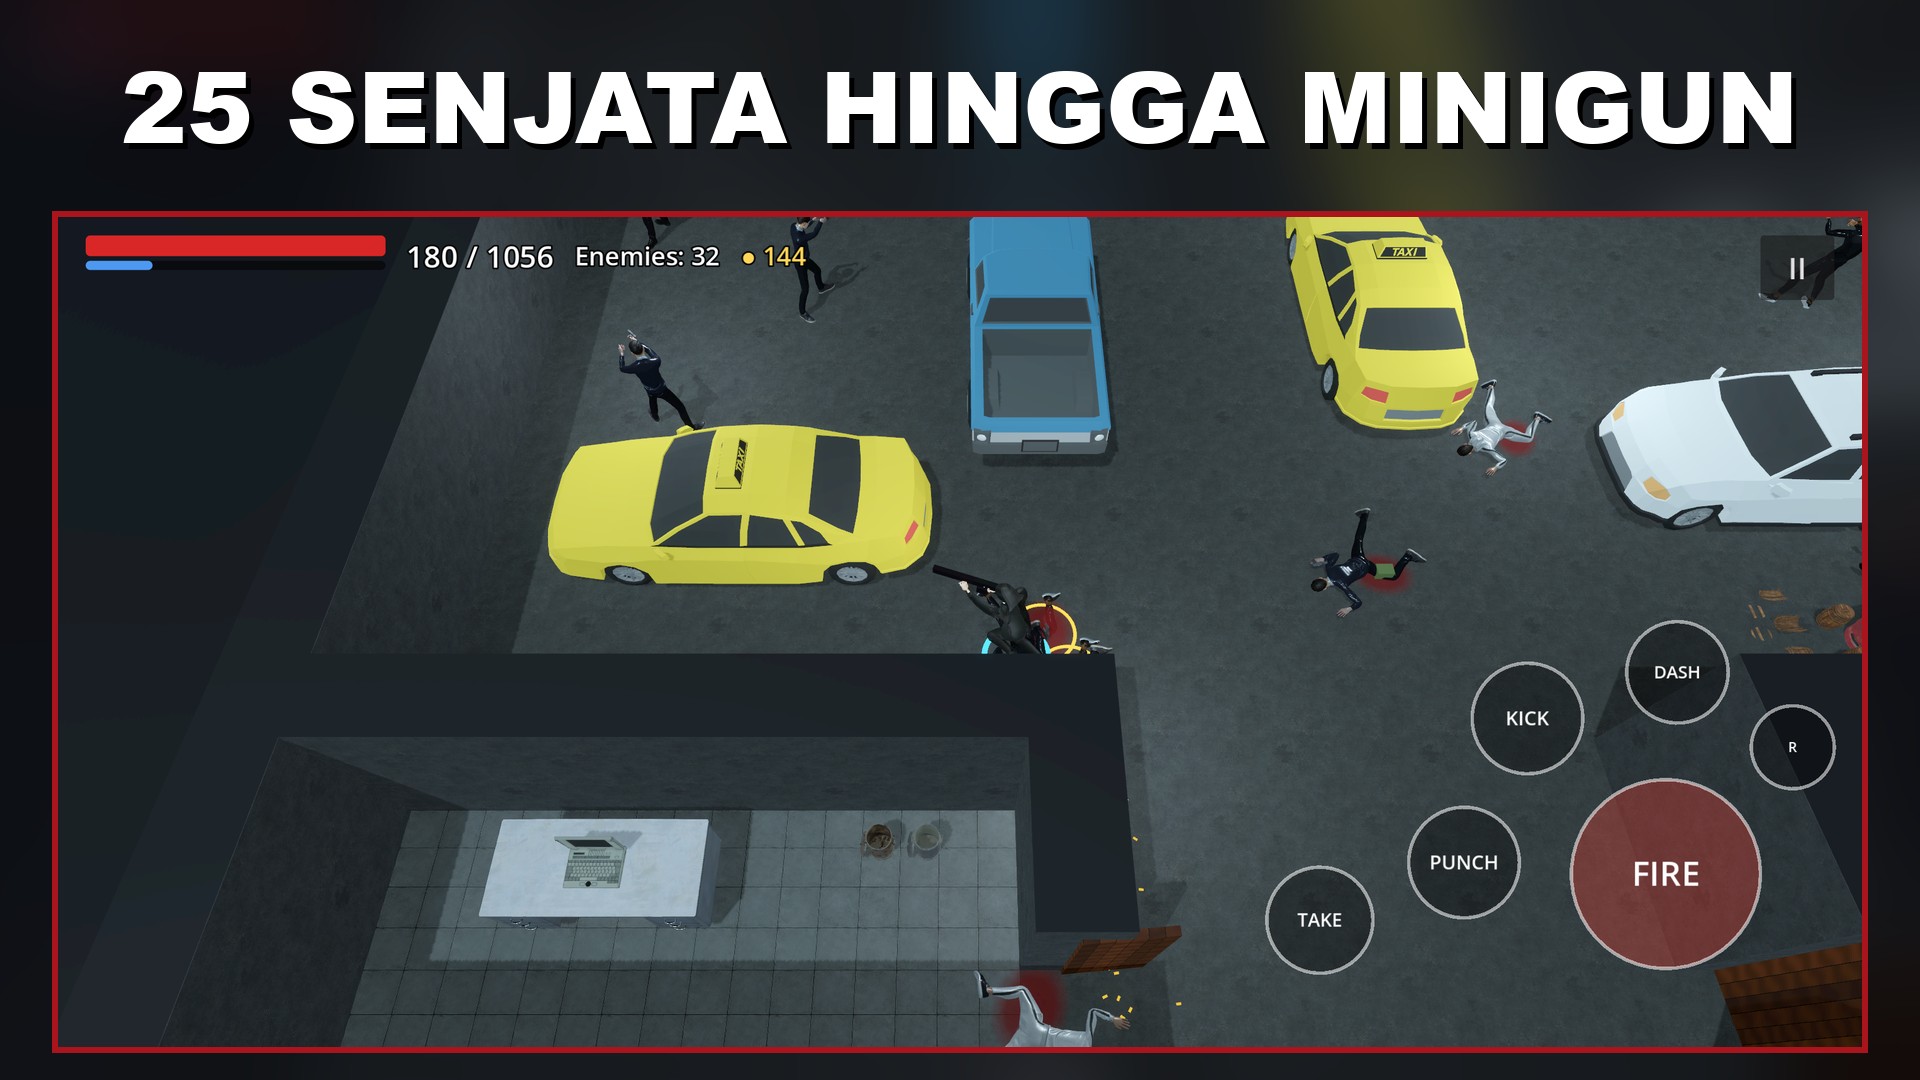 25 SENJATA HINGGA MINIGUN
180 / 1056 Enemies: 32 144
TAXI
TAXI
DASH
KICK
R
PUNCH
FIRE
TAKE